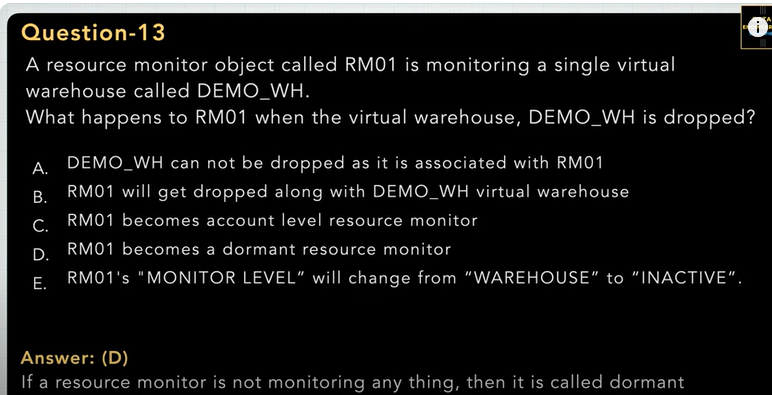 Question-13
A resource monitor object called RM01 is monitoring a single virtual
warehouse called DEMO_WH.
What happens to RM01 when the virtual warehouse, DEMO_WH is dropped?
A. DEMO_WH can not be dropped as it is associated with RM01
B. RM01 will get dropped along with DEMO_WH virtual warehouse
C. RM01 becomes account level resource monitor
D. RM01 becomes a dormant resource monitor
E. RM01's "MONITOR LEVEL” will change from “WAREHOUSE” to “INACTIVE”.
Answer: (D)
If a resource monitor is not monitoring any thing, then it is called dormant